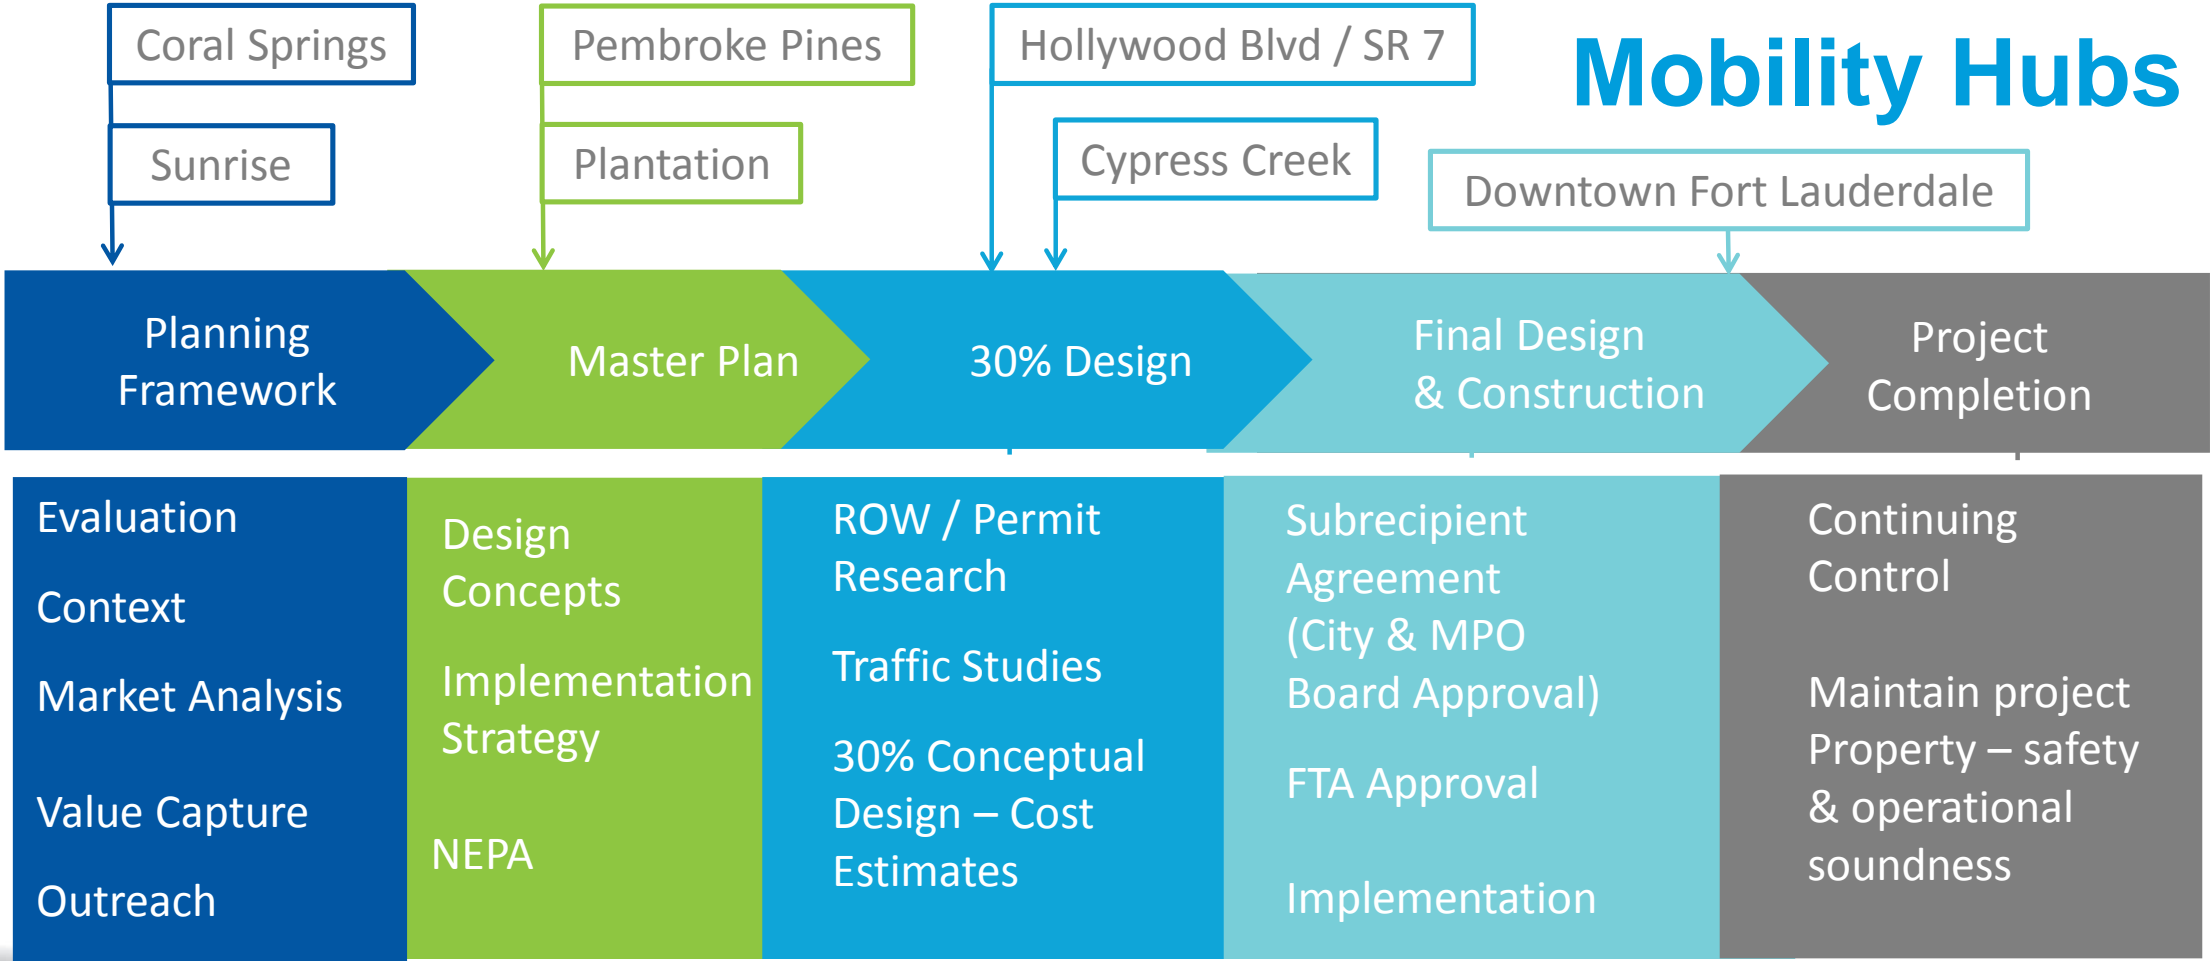 Coral Springs
Pembroke Pines
Hollywood Blvd / SR 7
Mobility Hubs
Sunrise
Plantation
Cypress Creek
Downtown Fort Lauderdale
Planning
Framework
Master Plan
30% Design
Final Design
& Construction
Project
Completion
Evaluation
Context
Market Analysis
Value Capture
Outreach
Design
Concepts
Implementation
Strategy
NEPA
ROW / Permit
Research
Traffic Studies
30% Conceptual
Design – Cost
Estimates
Subrecipient
Agreement
(City & MPO
Board Approval)
FTA Approval
Implementation
Continuing
Control
Maintain project
Property – safety
& operational
soundness